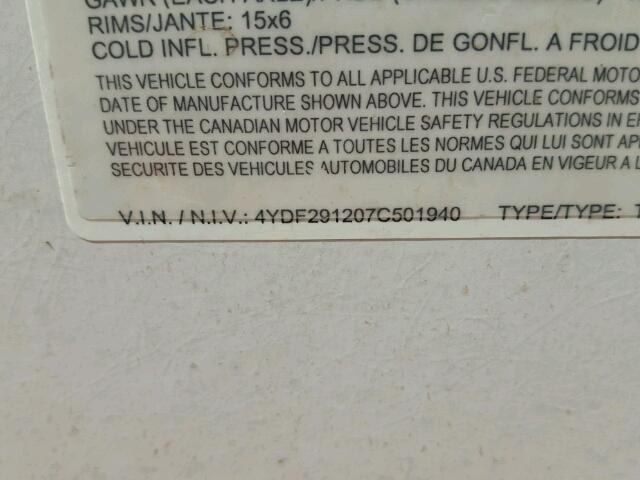 RIMS/JANTE: 15x6
COLD INFL. PRESS./PRESS. DE GONFL. A FROID
THIS VEHICLE CONFORMS TO ALL APPLICABLE U.S. FEDERAL MOTO
DATE OF MANUFACTURE SHOWN ABOVE. THIS VEHICLE CONFORMS
UNDER THE CANADIAN MOTOR VEHICLE SAFETY REGULATIONS IN E
VEHICULE EST CONFORME A TOUTES LES NORMES QUI LUI SONT APP
SECURITE DES VEHICULES AUTOMOBILES DU CANADA EN VIGEUR A L
V.I.N. / N.I.V.: 4YDF291207C501940 TYPE/TYPE: T